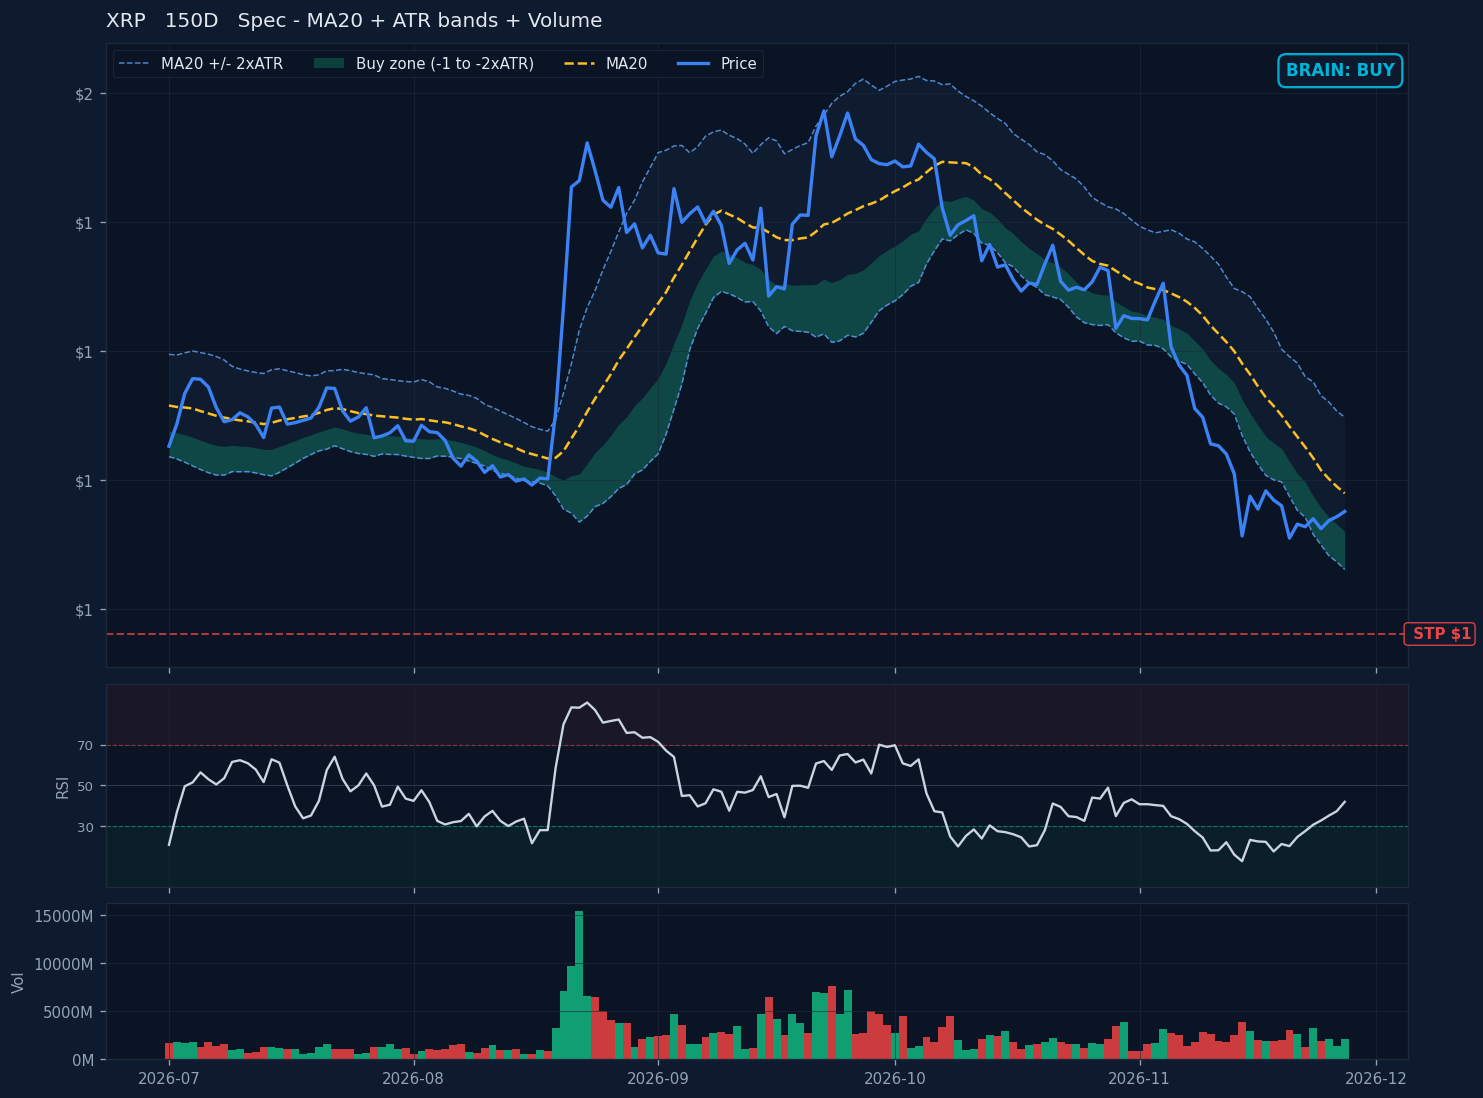 XRP   150D   Spec - MA20 + ATR bands + Volume
MA20 +/- 2xATR
Buy zone (-1 to -2xATR)
MA20
Price
BRAIN: BUY
$2
$1
$1
$1
$1
STP $1
RSI
70
50
30
Vol
15000M
10000M
5000M
0M
2026-07
2026-08
2026-09
2026-10
2026-11
2026-12